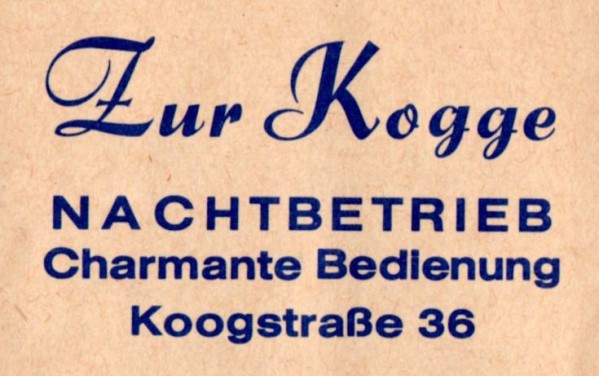 Zur Kogge
NACHTBETRIEB
Charmante Bedienung
Koogstraße 36